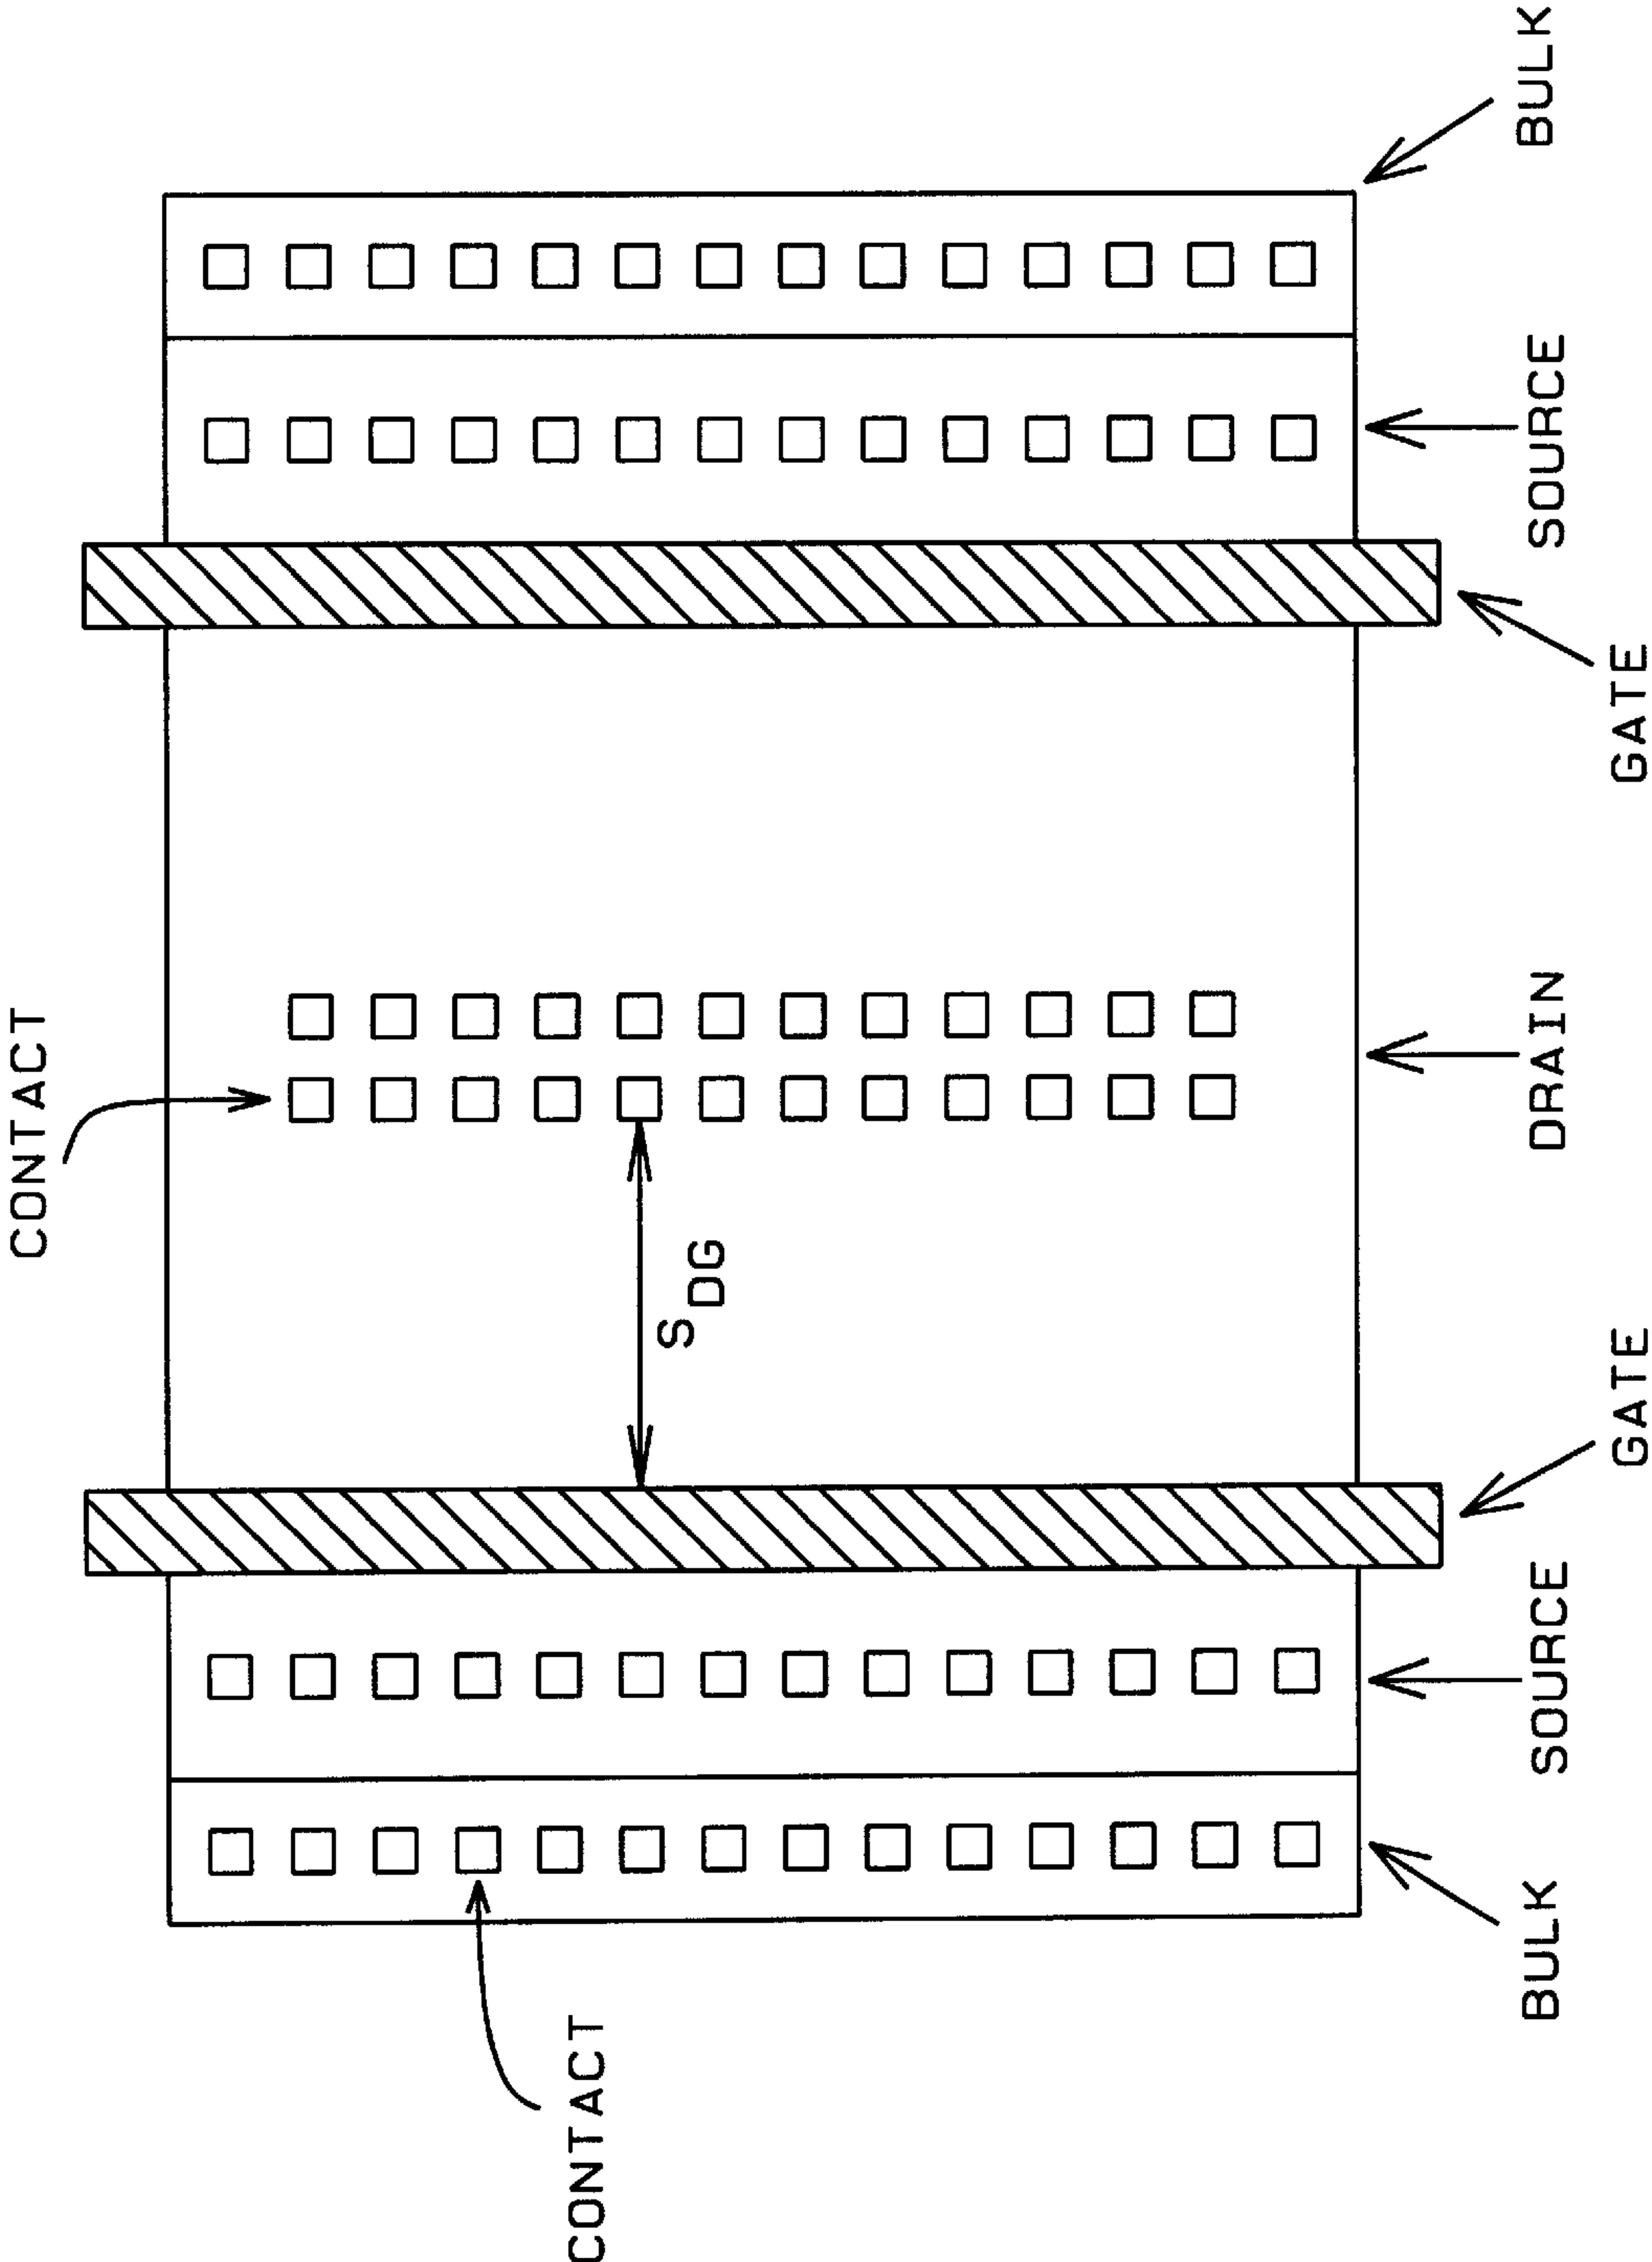 CONTACT
CONTACT
S DG
BULK
SOURCE
GATE
DRAIN
GATE
SOURCE
BULK